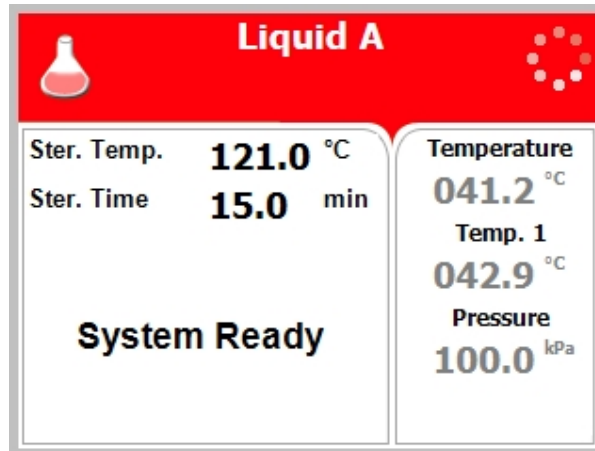 Liquid A
Ster. Temp. 121.0 °C
Ster. Time 15.0 min
System Ready
Temperature
041.2 °C
Temp. 1
042.9 °C
Pressure
100.0 kPa